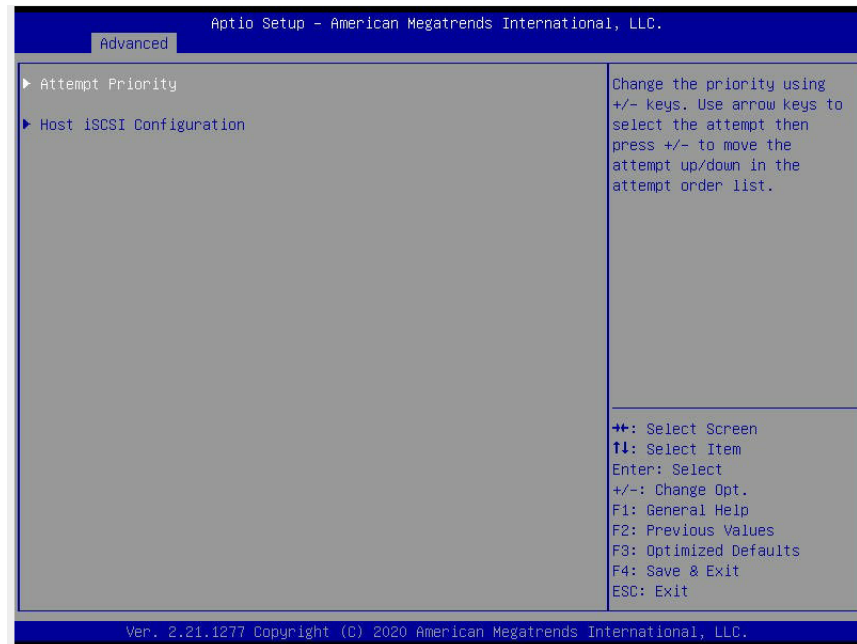 Aptio Setup – American Megatrends International, LLC.
Advanced
▶ Attempt Priority
▶ Host iSCSI Configuration
Change the priority using
+/- keys. Use arrow keys to
select the attempt then
press +/- to move the
attempt up/down in the
attempt order list.
→←: Select Screen
↑↓: Select Item
Enter: Select
+/-: Change Opt.
F1: General Help
F2: Previous Values
F3: Optimized Defaults
F4: Save & Exit
ESC: Exit
Ver. 2.21.1277 Copyright (C) 2020 American Megatrends International, LLC.